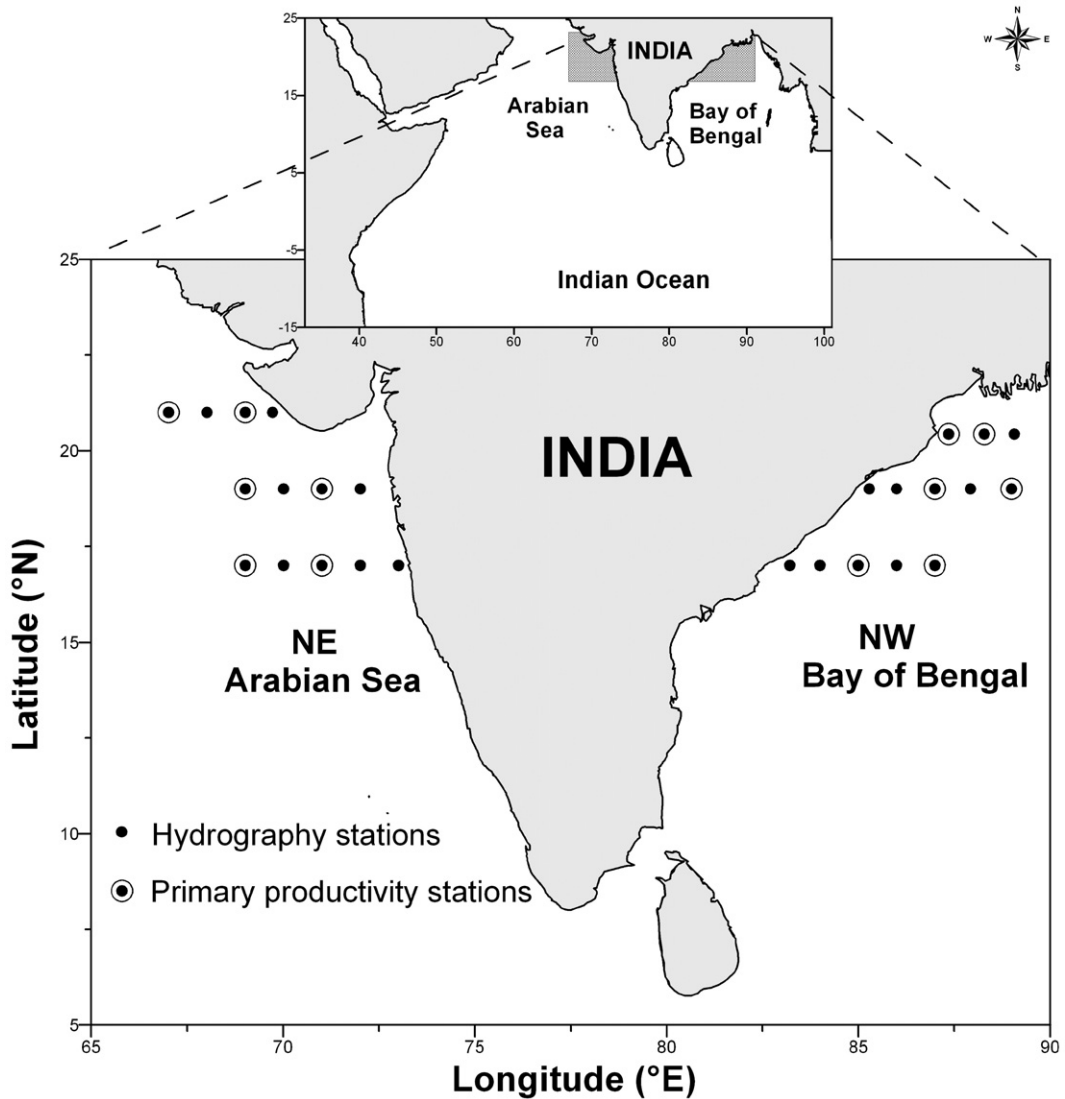 N
W E
S
25
15
5
-5
-15
INDIA
Arabian
Sea
Bay of
Bengal
Indian Ocean
40 50 60 70 80 90 100
25
20
15
10
5
INDIA
NE
Arabian Sea
NW
Bay of Bengal
Hydrography stations
Primary productivity stations
65 70 75 80 85 90
Latitude (°N)
Longitude (°E)